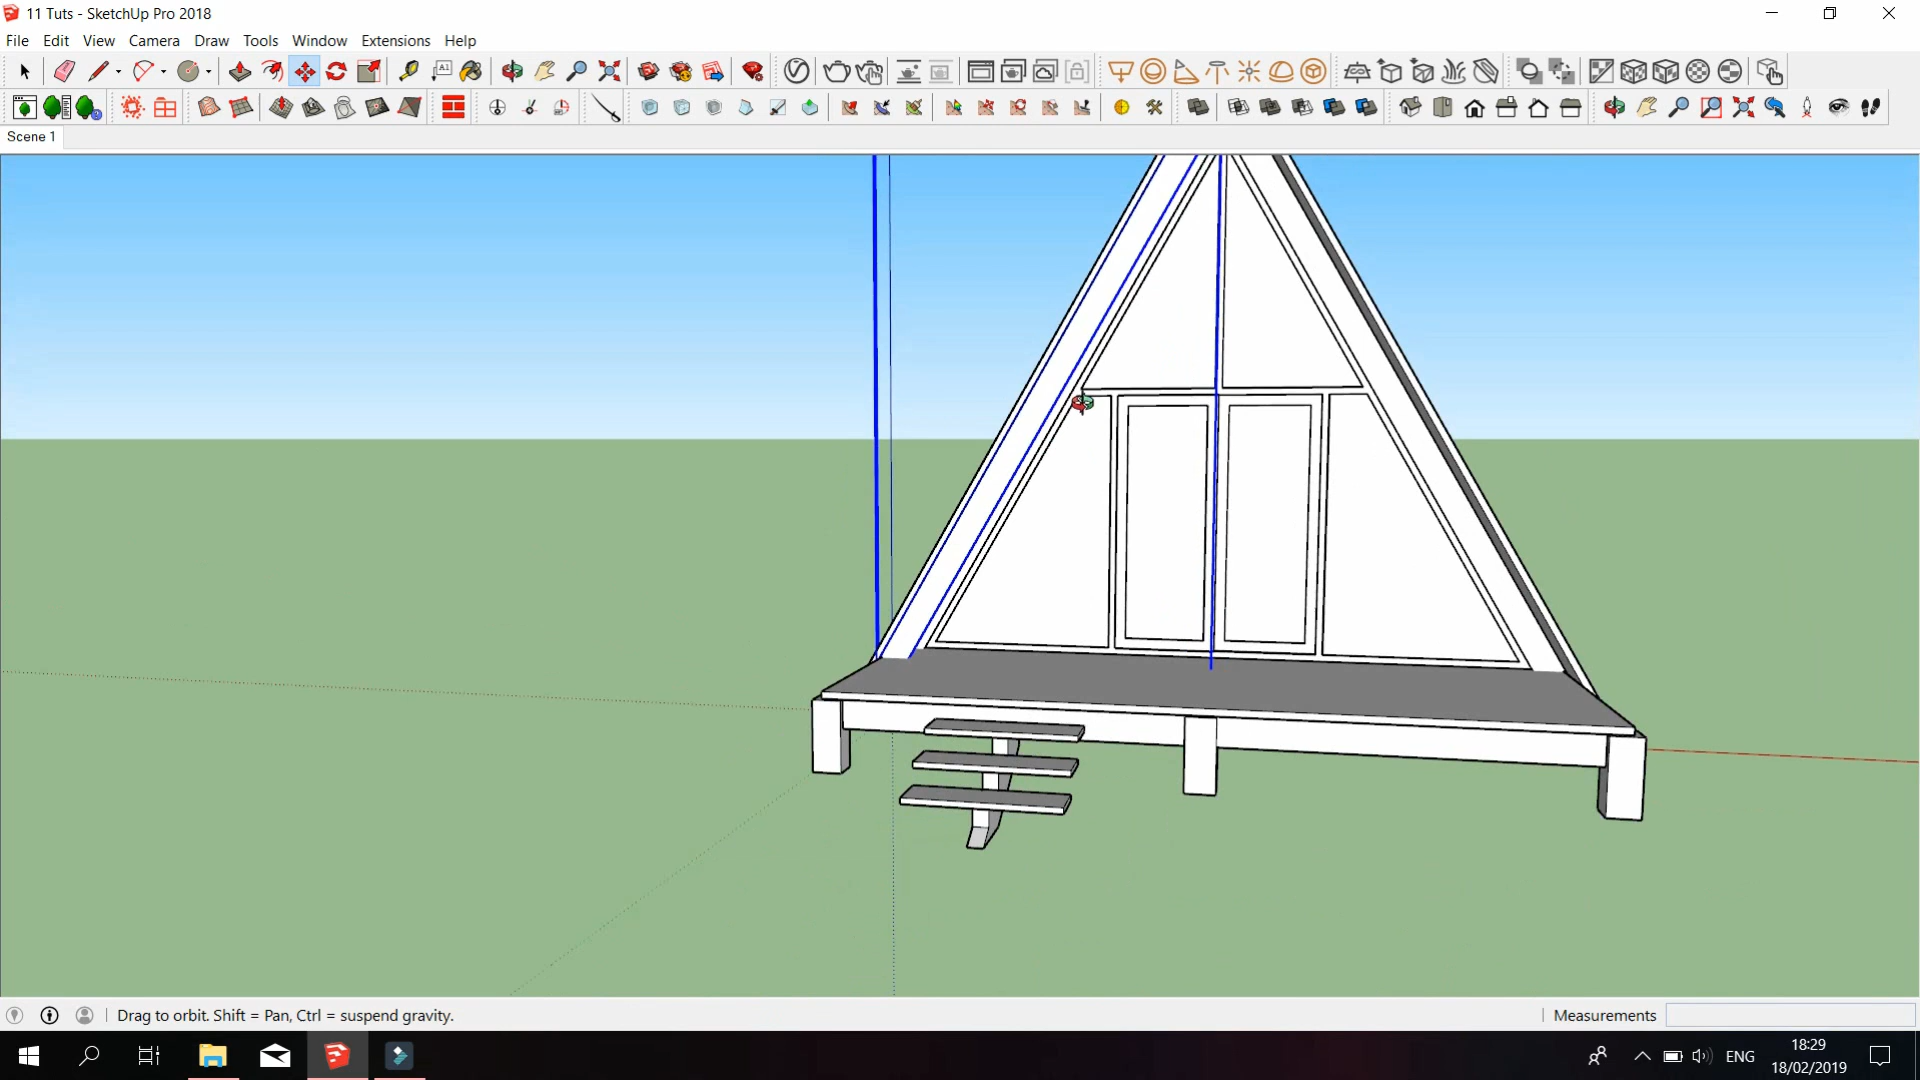 11 Tuts - SketchUp Pro 2018
File Edit View Camera Draw Tools Window Extensions Help
A1
Scene 1
Drag to orbit. Shift = Pan, Ctrl = suspend gravity.
Measurements
ENG
18:29
18/02/2019